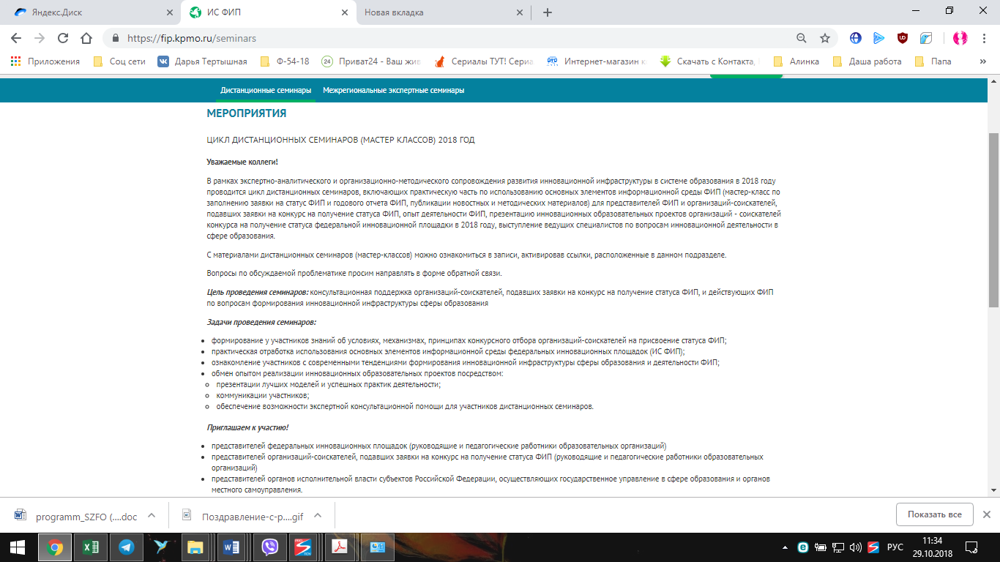 Яндекс.Диск
ИС ФИП
Новая вкладка
https://fip.kpmo.ru/seminars
Приложения
Соц сети
Дарья Тертышная
Ф-54-18
24
Приват24 - Ваш жив
Сериалы ТУТ! Сериа
Интернет-магазин к
Скачать с Контакта,
Алинка
Даша работа
Папа
Дистанционные семинары
Межрегиональные экспертные семинары
МЕРОПРИЯТИЯ
ЦИКЛ ДИСТАНЦИОННЫХ СЕМИНАРОВ (МАСТЕР КЛАССОВ) 2018 ГОД
Уважаемые коллеги!
В рамках экспертно-аналитического и организационно-методического сопровождения развития инновационной инфраструктуры в системе образования в 2018 году
проводится цикл дистанционных семинаров, включающих практическую часть по использованию основных элементов информационной среды ФИП (мастер-класс по
заполнению заявки на статус ФИП и годового отчета ФИП, публикации новостных и методических материалов) для представителей ФИП и организаций-соискателей,
подавших заявки на конкурс на получение статуса ФИП, опыт деятельности ФИП, презентацию инновационных образовательных проектов организаций - соискателей
конкурса на получение статуса федеральной инновационной площадки в 2018 году, выступление ведущих специалистов по вопросам инновационной деятельности в
сфере образования.
С материалами дистанционных семинаров (мастер-классов) можно ознакомиться в записи, активировав ссылки, расположенные в данном подразделе.
Вопросы по обсуждаемой проблематике просим направлять в форме обратной связи.
Цель проведения семинаров: консультационная поддержка организаций-соискателей, подавших заявки на конкурс на получение статуса ФИП, и действующих ФИП
по вопросам формирования инновационной инфраструктуры сферы образования
Задачи проведения семинаров:
формирование у участников знаний об условиях, механизмах, принципах конкурсного отбора организаций-соискателей на присвоение статуса ФИП;
практическая отработка использования основных элементов информационной среды федеральных инновационных площадок (ИС ФИП);
ознакомление участников с современными тенденциями формирования инновационной инфраструктуры сферы образования и деятельности ФИП;
обмен опытом реализации инновационных образовательных проектов посредством:
презентации лучших моделей и успешных практик деятельности;
коммуникации участников;
обеспечение возможности экспертной консультационной помощи для участников дистанционных семинаров.
Приглашаем к участию!
представителей федеральных инновационных площадок (руководящие и педагогические работники образовательных организаций)
представителей организаций-соискателей, подавших заявки на конкурс на получение статуса ФИП (руководящие и педагогические работники образовательных
организаций)
представителей органов исполнительной власти субъектов Российской Федерации, осуществляющих государственное управление в сфере образования и органов
местного самоуправления.
programm_SZFO (....doc
Поздравление-с-р....gif
Показать все
РУС
11:34
29.10.2018